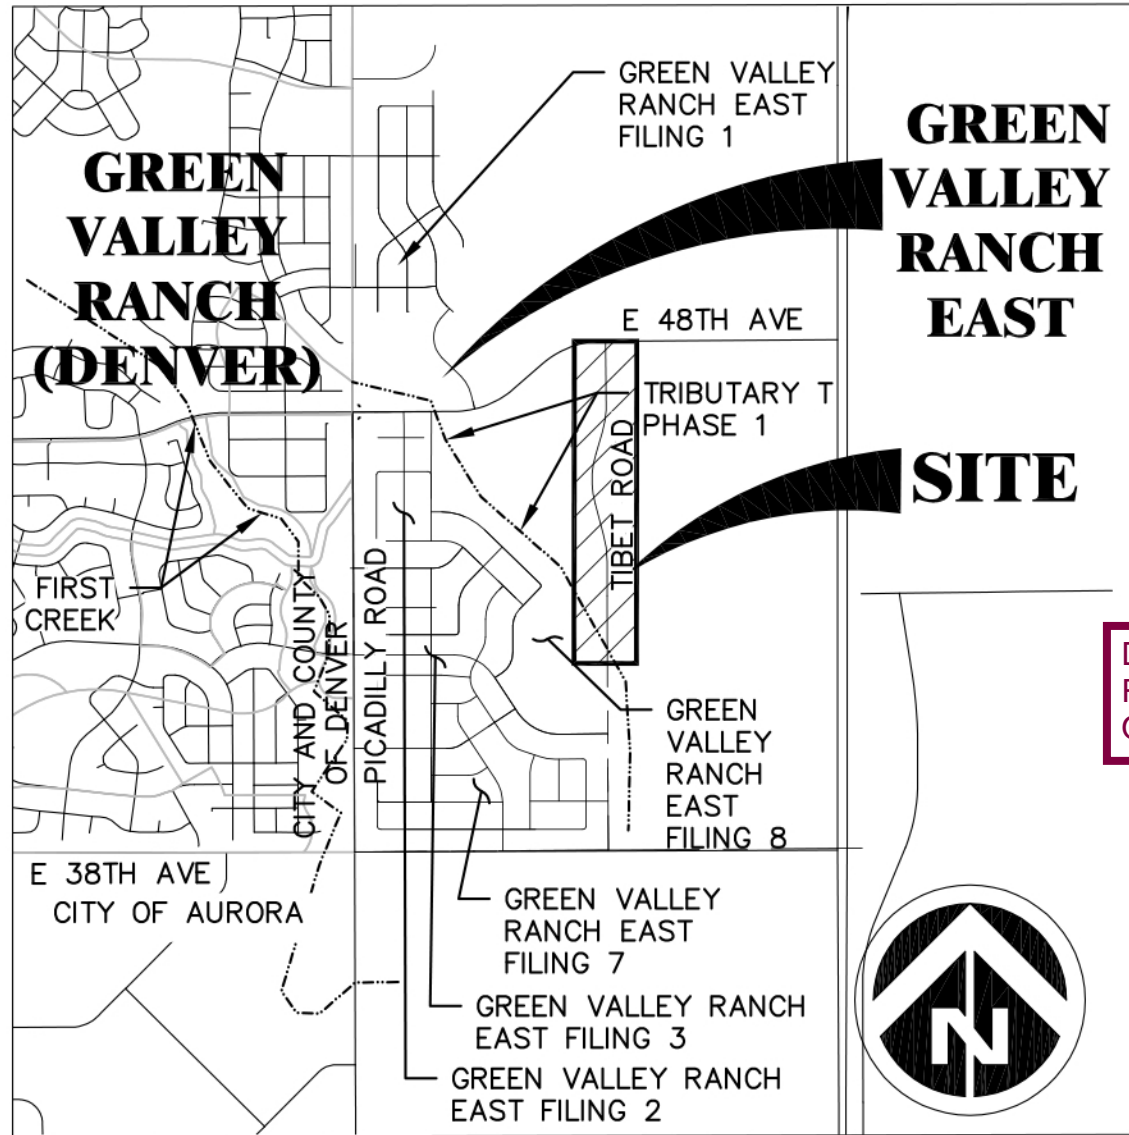 GREEN VALLEY
RANCH EAST
FILING 1
GREEN
VALLEY
RANCH
EAST
GREEN
VALLEY
RANCH
(DENVER)
E 48TH AVE
TRIBUTARY T
PHASE 1
TIBET ROAD
SITE
FIRST
CREEK
CITY AND COUNTY
OF DENVER
PICADILLY ROAD
GREEN
VALLEY
RANCH
EAST
FILING 8
E 38TH AVE
CITY OF AURORA
GREEN VALLEY
RANCH EAST
FILING 7
GREEN VALLEY RANCH
EAST FILING 3
GREEN VALLEY RANCH
EAST FILING 2
N